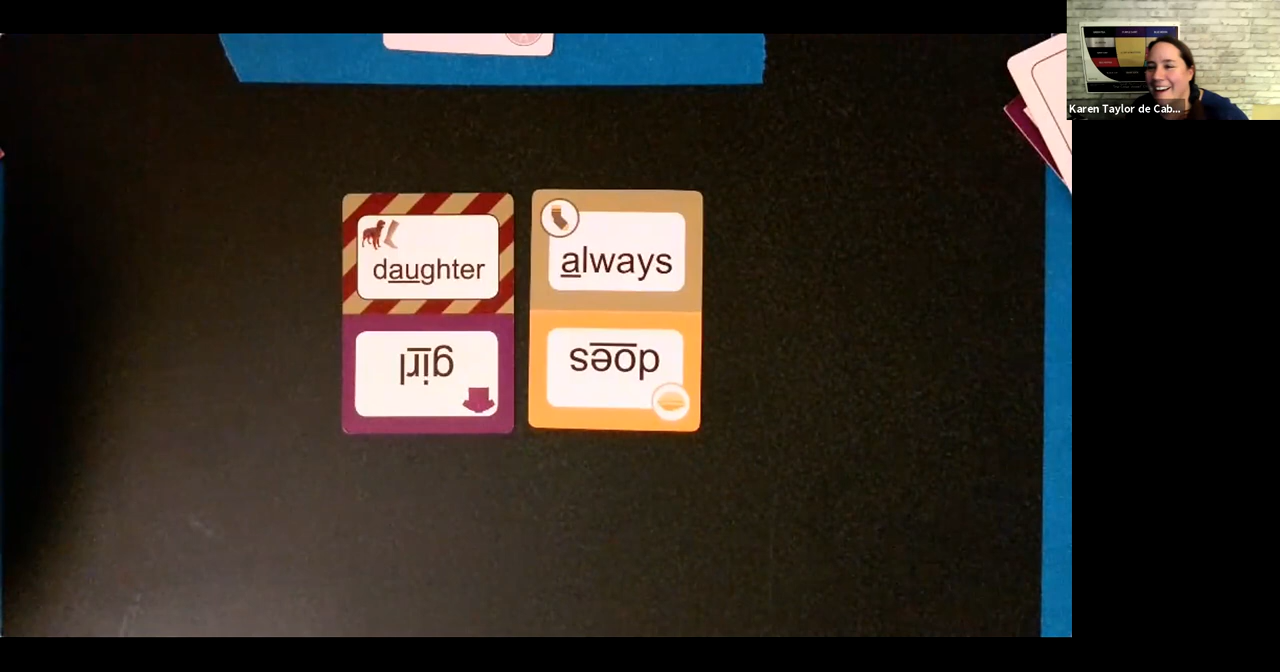 Karen Taylor de Cab...
daughter
always
girl
does